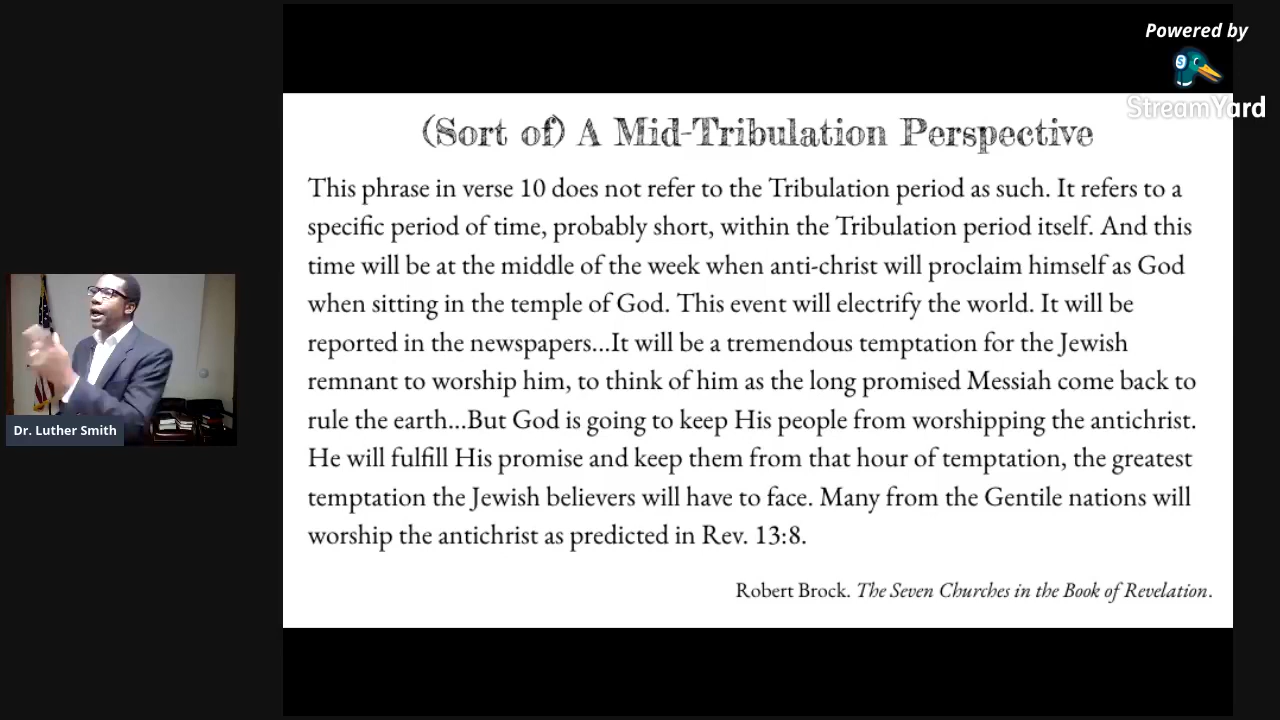 Powered by
StreamYard
(Sort of) A Mid-Tribulation Perspective
This phrase in verse 10 does not refer to the Tribulation period as such. It refers to a
specific period of time, probably short, within the Tribulation period itself. And this
time will be at the middle of the week when anti-christ will proclaim himself as God
when sitting in the temple of God. This event will electrify the world. It will be
reported in the newspapers...It will be a tremendous temptation for the Jewish
remnant to worship him, to think of him as the long promised Messiah come back to
rule the earth...But God is going to keep His people from worshipping the antichrist.
He will fulfill His promise and keep them from that hour of temptation, the greatest
temptation the Jewish believers will have to face. Many from the Gentile nations will
worship the antichrist as predicted in Rev. 13:8.
Robert Brock. The Seven Churches in the Book of Revelation.
Dr. Luther Smith